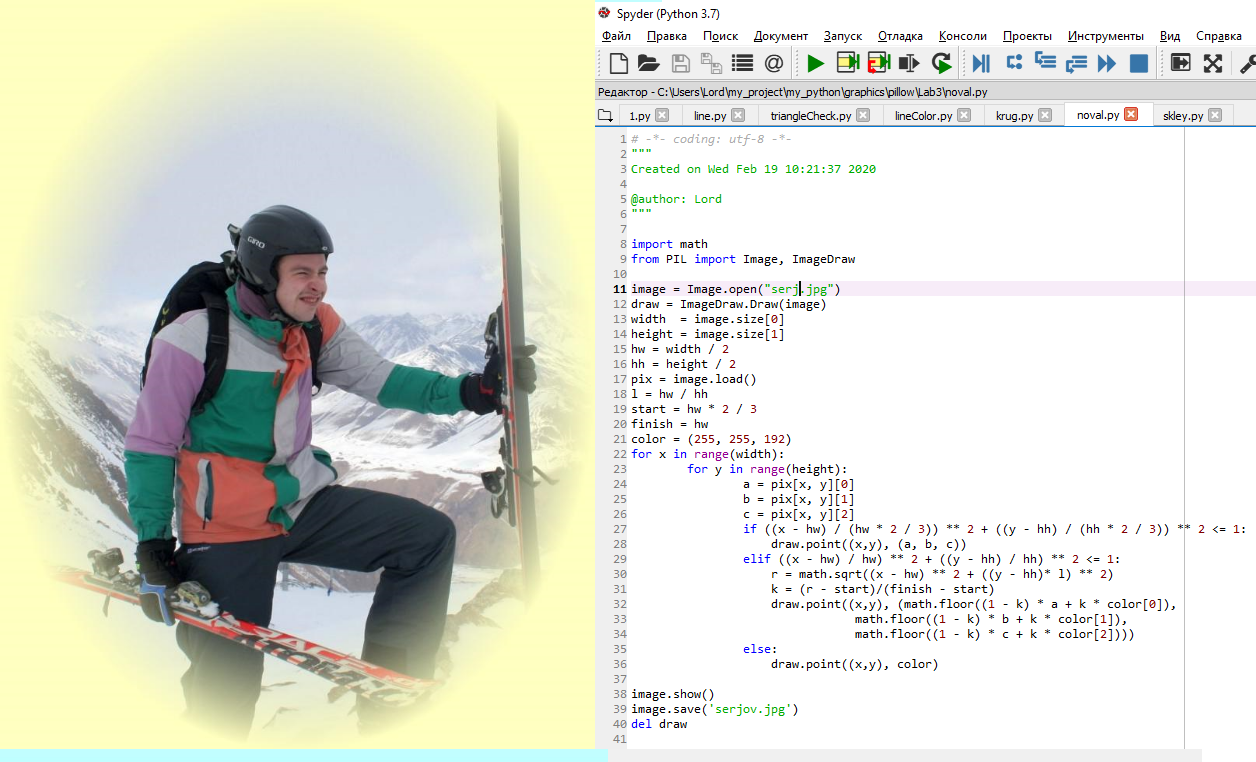 GIRO
RACE
Spyder (Python 3.7)
Файл Правка Поиск Документ Запуск Отладка Консоли Проекты Инструменты Вид Справка
Редактор - C:\Users\Lord\my_project\my_python\graphics\pillow\Lab3\noval.py
1.py line.py triangleCheck.py lineColor.py krug.py noval.py skley.py
1 # -*- coding: utf-8 -*-
2 """
3 Created on Wed Feb 19 10:21:37 2020
4
5 @author: Lord
6 """
7
8 import math
9 from PIL import Image, ImageDraw
10
11 image = Image.open("serj.jpg")
12 draw = ImageDraw.Draw(image)
13 width  = image.size[0]
14 height = image.size[1]
15 hw = width / 2
16 hh = height / 2
17 pix = image.load()
18 l = hw / hh
19 start = hw * 2 / 3
20 finish = hw
21 color = (255, 255, 192)
22 for x in range(width):
23         for y in range(height):
24                 a = pix[x, y][0]
25                 b = pix[x, y][1]
26                 c = pix[x, y][2]
27                 if ((x - hw) / (hw * 2 / 3)) ** 2 + ((y - hh) / (hh * 2 / 3)) ** 2 <= 1:
28                     draw.point((x,y), (a, b, c))
29                 elif ((x - hw) / hw) ** 2 + ((y - hh) / hh) ** 2 <= 1:
30                     r = math.sqrt((x - hw) ** 2 + ((y - hh)* l) ** 2)
31                     k = (r - start)/(finish - start)
32                     draw.point((x,y), (math.floor((1 - k) * a + k * color[0]),
33                                 math.floor((1 - k) * b + k * color[1]),
34                                 math.floor((1 - k) * c + k * color[2])))
35                 else:
36                     draw.point((x,y), color)
37
38 image.show()
39 image.save('serjov.jpg')
40 del draw
41